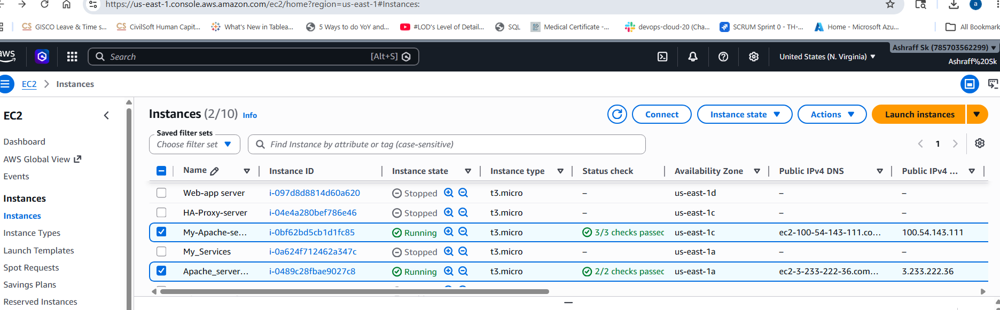 https://us-east-1.console.aws.amazon.com/ec2/home?region=us-east-1#Instances:
a
GISCO Leave & Time s...
CivilSoft Human Capit...
What's New in Tablea...
5 Ways to do YoY and...
#LOD's Level of Detail...
SQL
Medical Certificate -...
devops-cloud-20 (Cha...
SCRUM Sprint 0 - TH-...
Home - Microsoft Azu...
All Bookmark
aws
Search
[Alt+S]
United States (N. Virginia)
Ashraff Sk (785703562299)
Ashraff%20Sk
EC2
Instances
EC2
Dashboard
AWS Global View
Events
Instances
Instances
Instance Types
Launch Templates
Spot Requests
Savings Plans
Reserved Instances
Instances (2/10) Info
Connect
Instance state
Actions
Launch instances
Saved filter sets
Choose filter set
Find Instance by attribute or tag (case-sensitive)
1
Name Instance ID Instance state Instance type Status check Availability Zone Public IPv4 DNS Public IPv4 ...
Web-app server i-097d8d8814d60a620 Stopped t3.micro – us-east-1d – –
HA-Proxy-server i-04e4a280bef786e46 Stopped t3.micro – us-east-1c – –
My-Apache-se... i-0bf62bd5cb1d1fc85 Running t3.micro 3/3 checks passec us-east-1c ec2-100-54-143-111.co... 100.54.143.111
My_Services i-0a624f712462a347c Stopped t3.micro – us-east-1a – –
Apache_server... i-0489c28fbae9027c8 Running t3.micro 2/2 checks passec us-east-1a ec2-3-233-222-36.com... 3.233.222.36